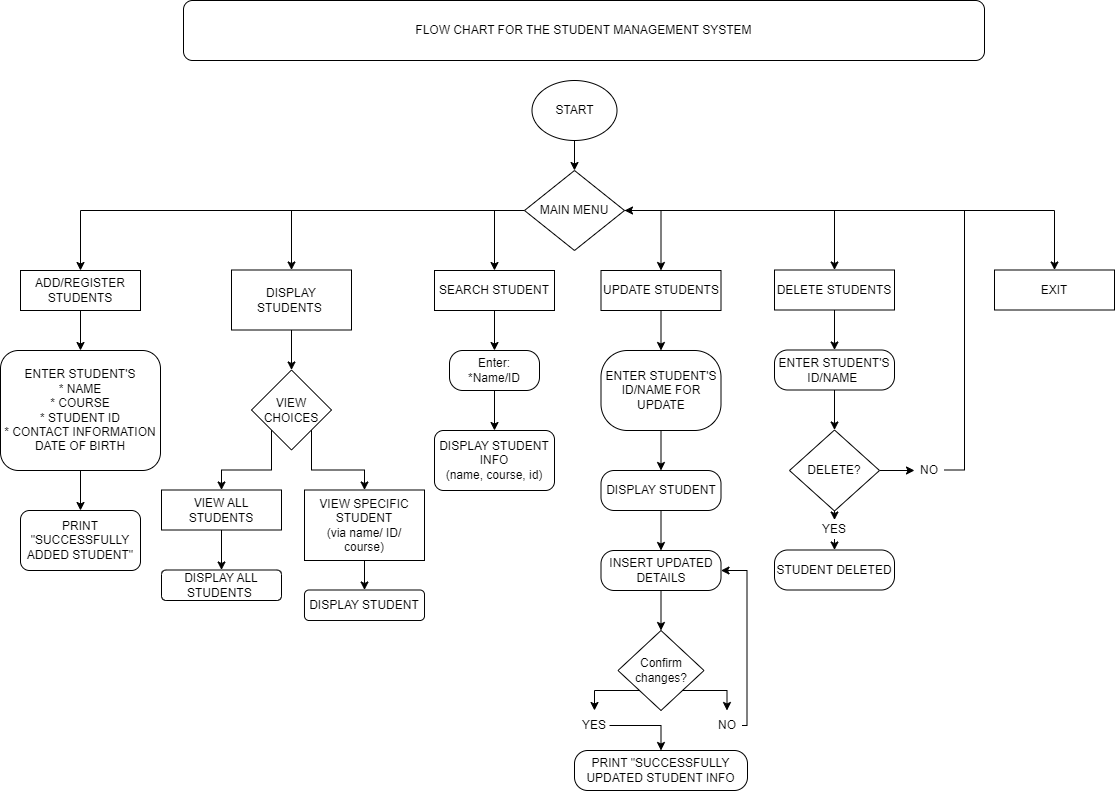 FLOW CHART FOR THE STUDENT MANAGEMENT SYSTEM
START
MAIN MENU
ADD/REGISTER
STUDENTS
DISPLAY
STUDENTS
SEARCH STUDENT
UPDATE STUDENTS
DELETE STUDENTS
EXIT
ENTER STUDENT'S
* NAME
* COURSE
* STUDENT ID
* CONTACT INFORMATION
DATE OF BIRTH
VIEW
CHOICES
Enter:
*Name/ID
ENTER STUDENT'S
ID/NAME FOR
UPDATE
ENTER STUDENT'S
ID/NAME
DISPLAY STUDENT
INFO
(name, course, id)
DELETE?
NO
PRINT
"SUCCESSFULLY
ADDED STUDENT"
VIEW ALL
STUDENTS
VIEW SPECIFIC
STUDENT
(via name/ ID/
course)
DISPLAY STUDENT
YES
DISPLAY ALL
STUDENTS
DISPLAY STUDENT
INSERT UPDATED
DETAILS
STUDENT DELETED
Confirm
changes?
YES
NO
PRINT "SUCCESSFULLY
UPDATED STUDENT INFO